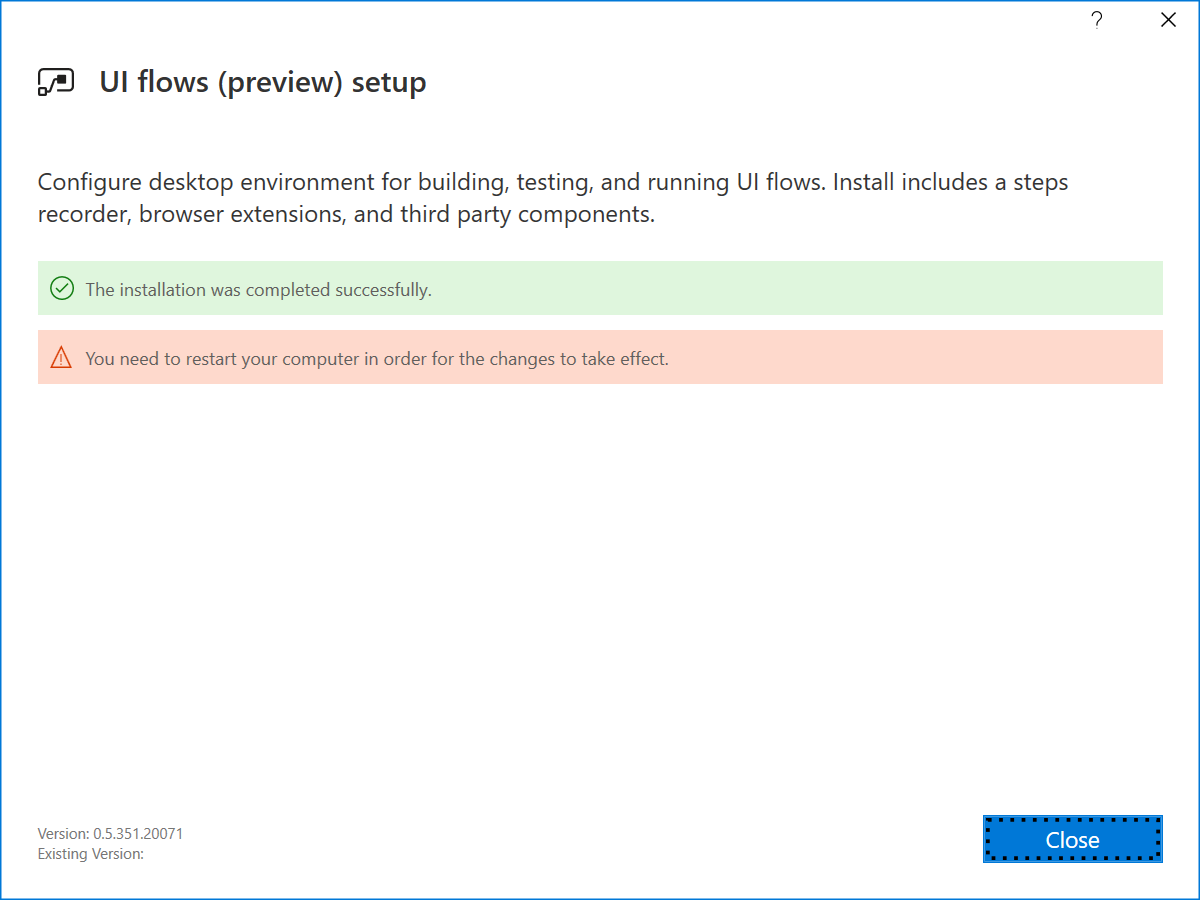 ?
UI flows (preview) setup
Configure desktop environment for building, testing, and running UI flows. Install includes a steps
recorder, browser extensions, and third party components.
The installation was completed successfully.
You need to restart your computer in order for the changes to take effect.
Version: 0.5.351.20071
Existing Version:
Close